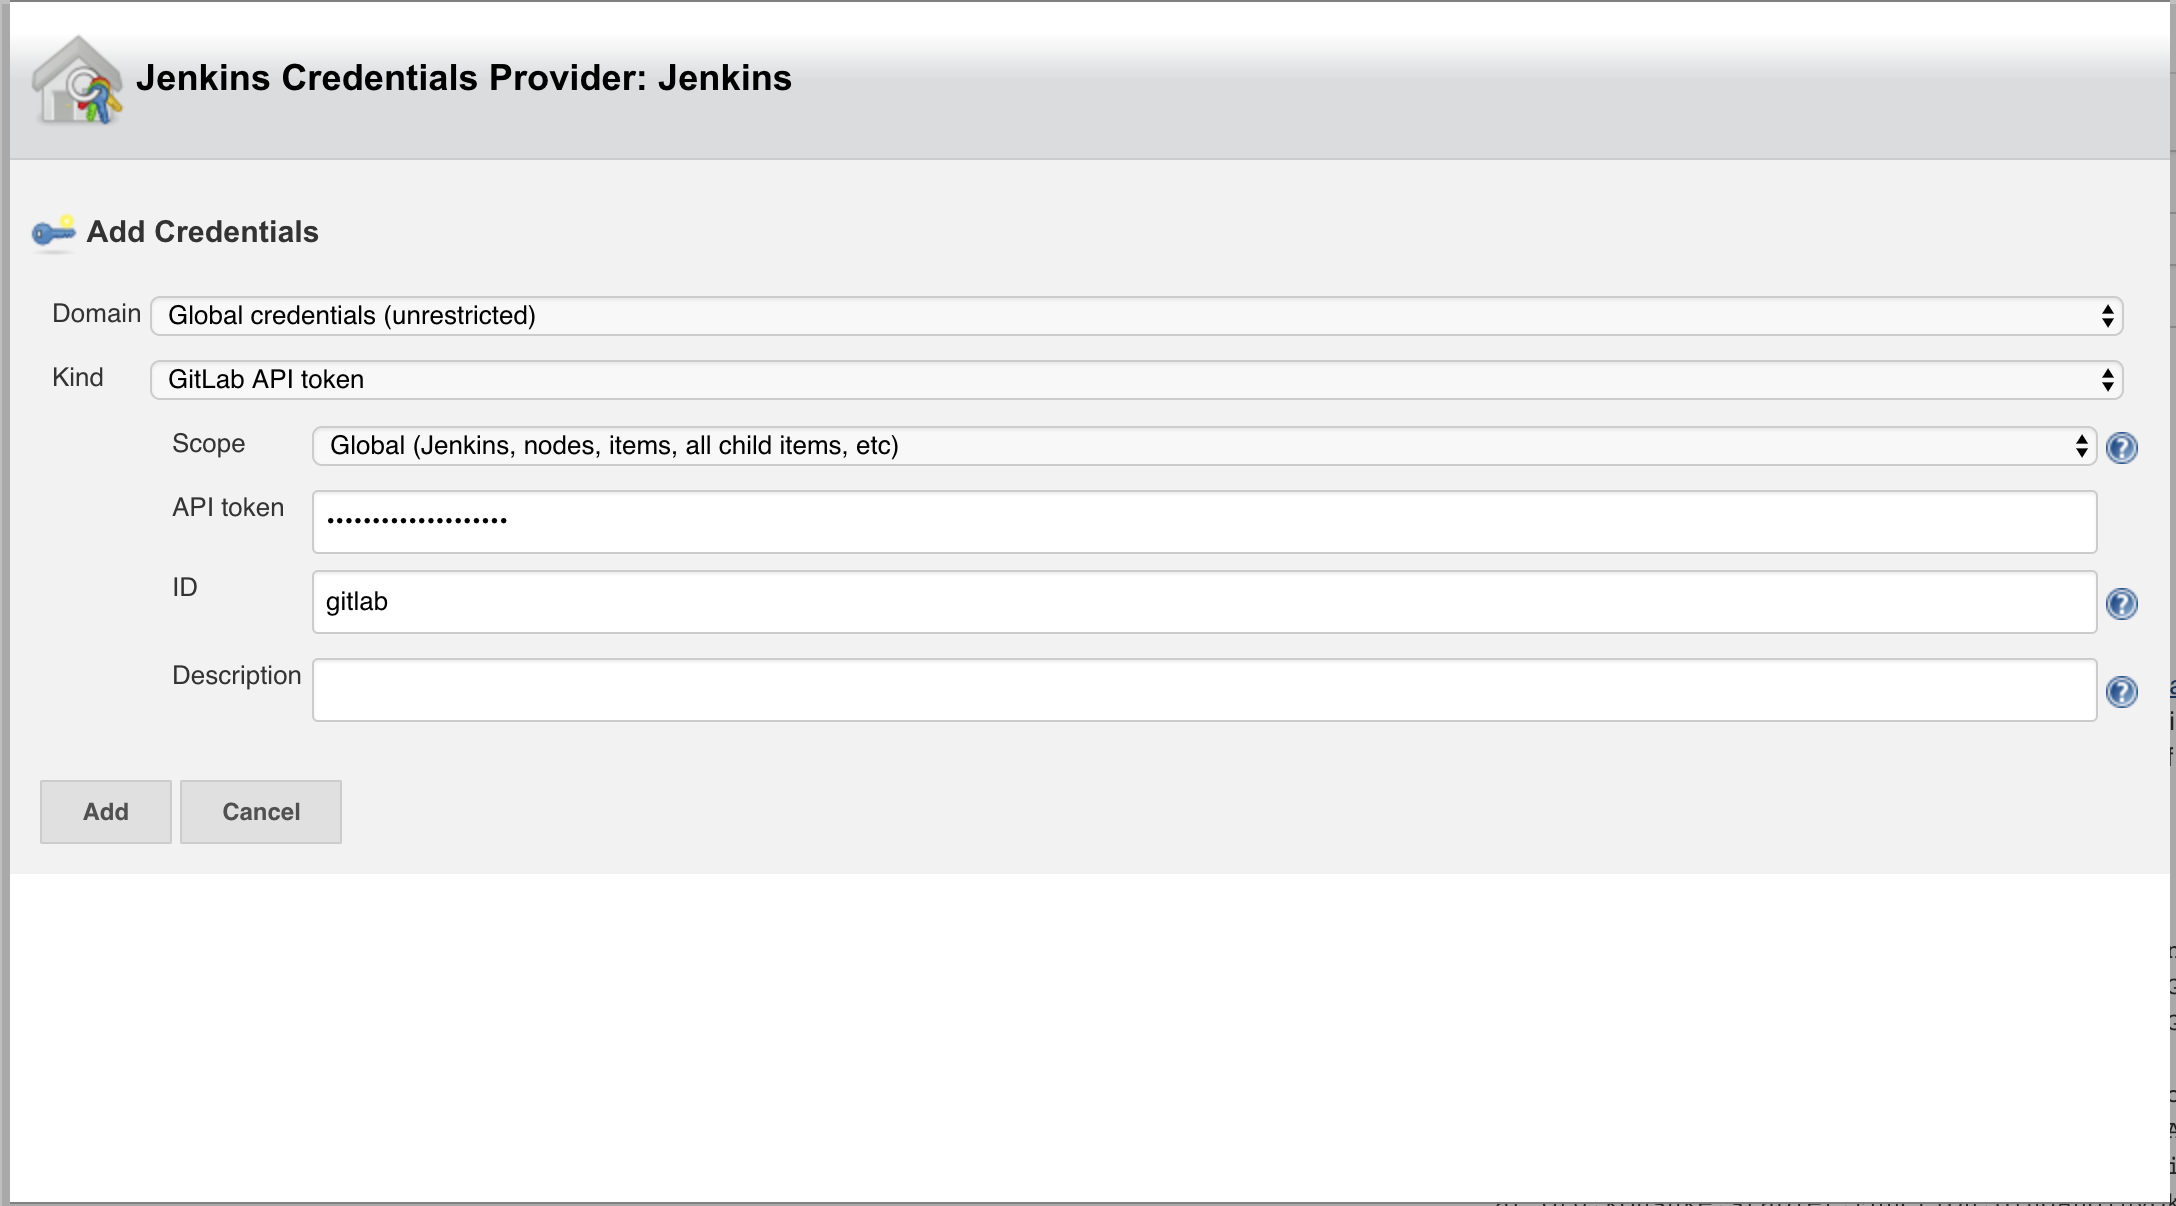 Jenkins Credentials Provider: Jenkins
Add Credentials
Domain Global credentials (unrestricted)
Kind GitLab API token
Scope Global (Jenkins, nodes, items, all child items, etc)
API token ••••••••••••••••••••
ID gitlab
Description
Add Cancel